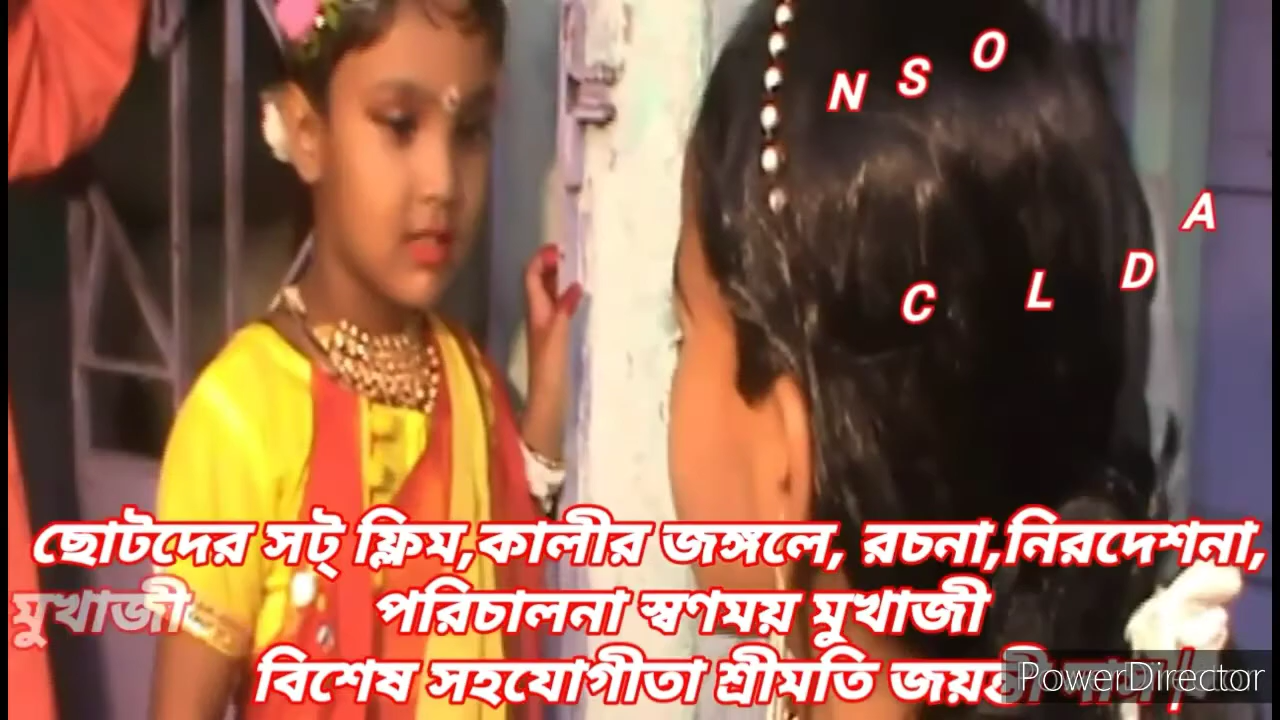 N S O
A
C L D
ছোটদের সট্ ফ্লিম,কালীর জঙ্গলে, রচনা,নিরদেশনা,
মুখাজী পরিচালনা স্বণময় মুখাজী
বিশেষ সহযোগীতা শ্রীমতি
PowerDirector